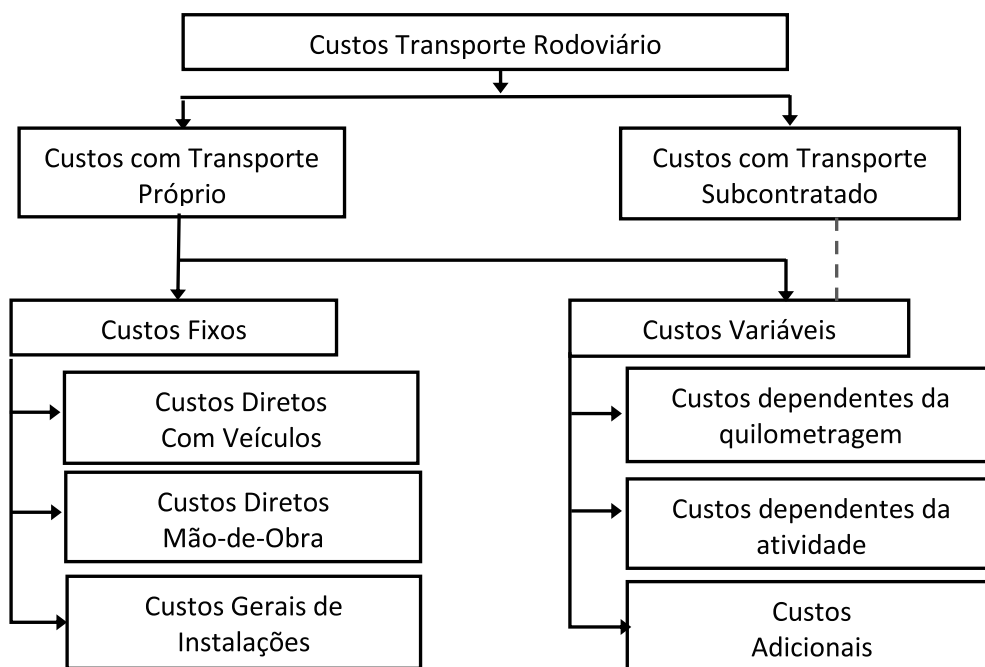 Custos Transporte Rodoviário
Custos com Transporte
Próprio
Custos com Transporte
Subcontratado
Custos Fixos
Custos Diretos
Com Veículos
Custos Diretos
Mão-de-Obra
Custos Gerais de
Instalações
Custos Variáveis
Custos dependentes da
quilometragem
Custos dependentes da
atividade
Custos
Adicionais